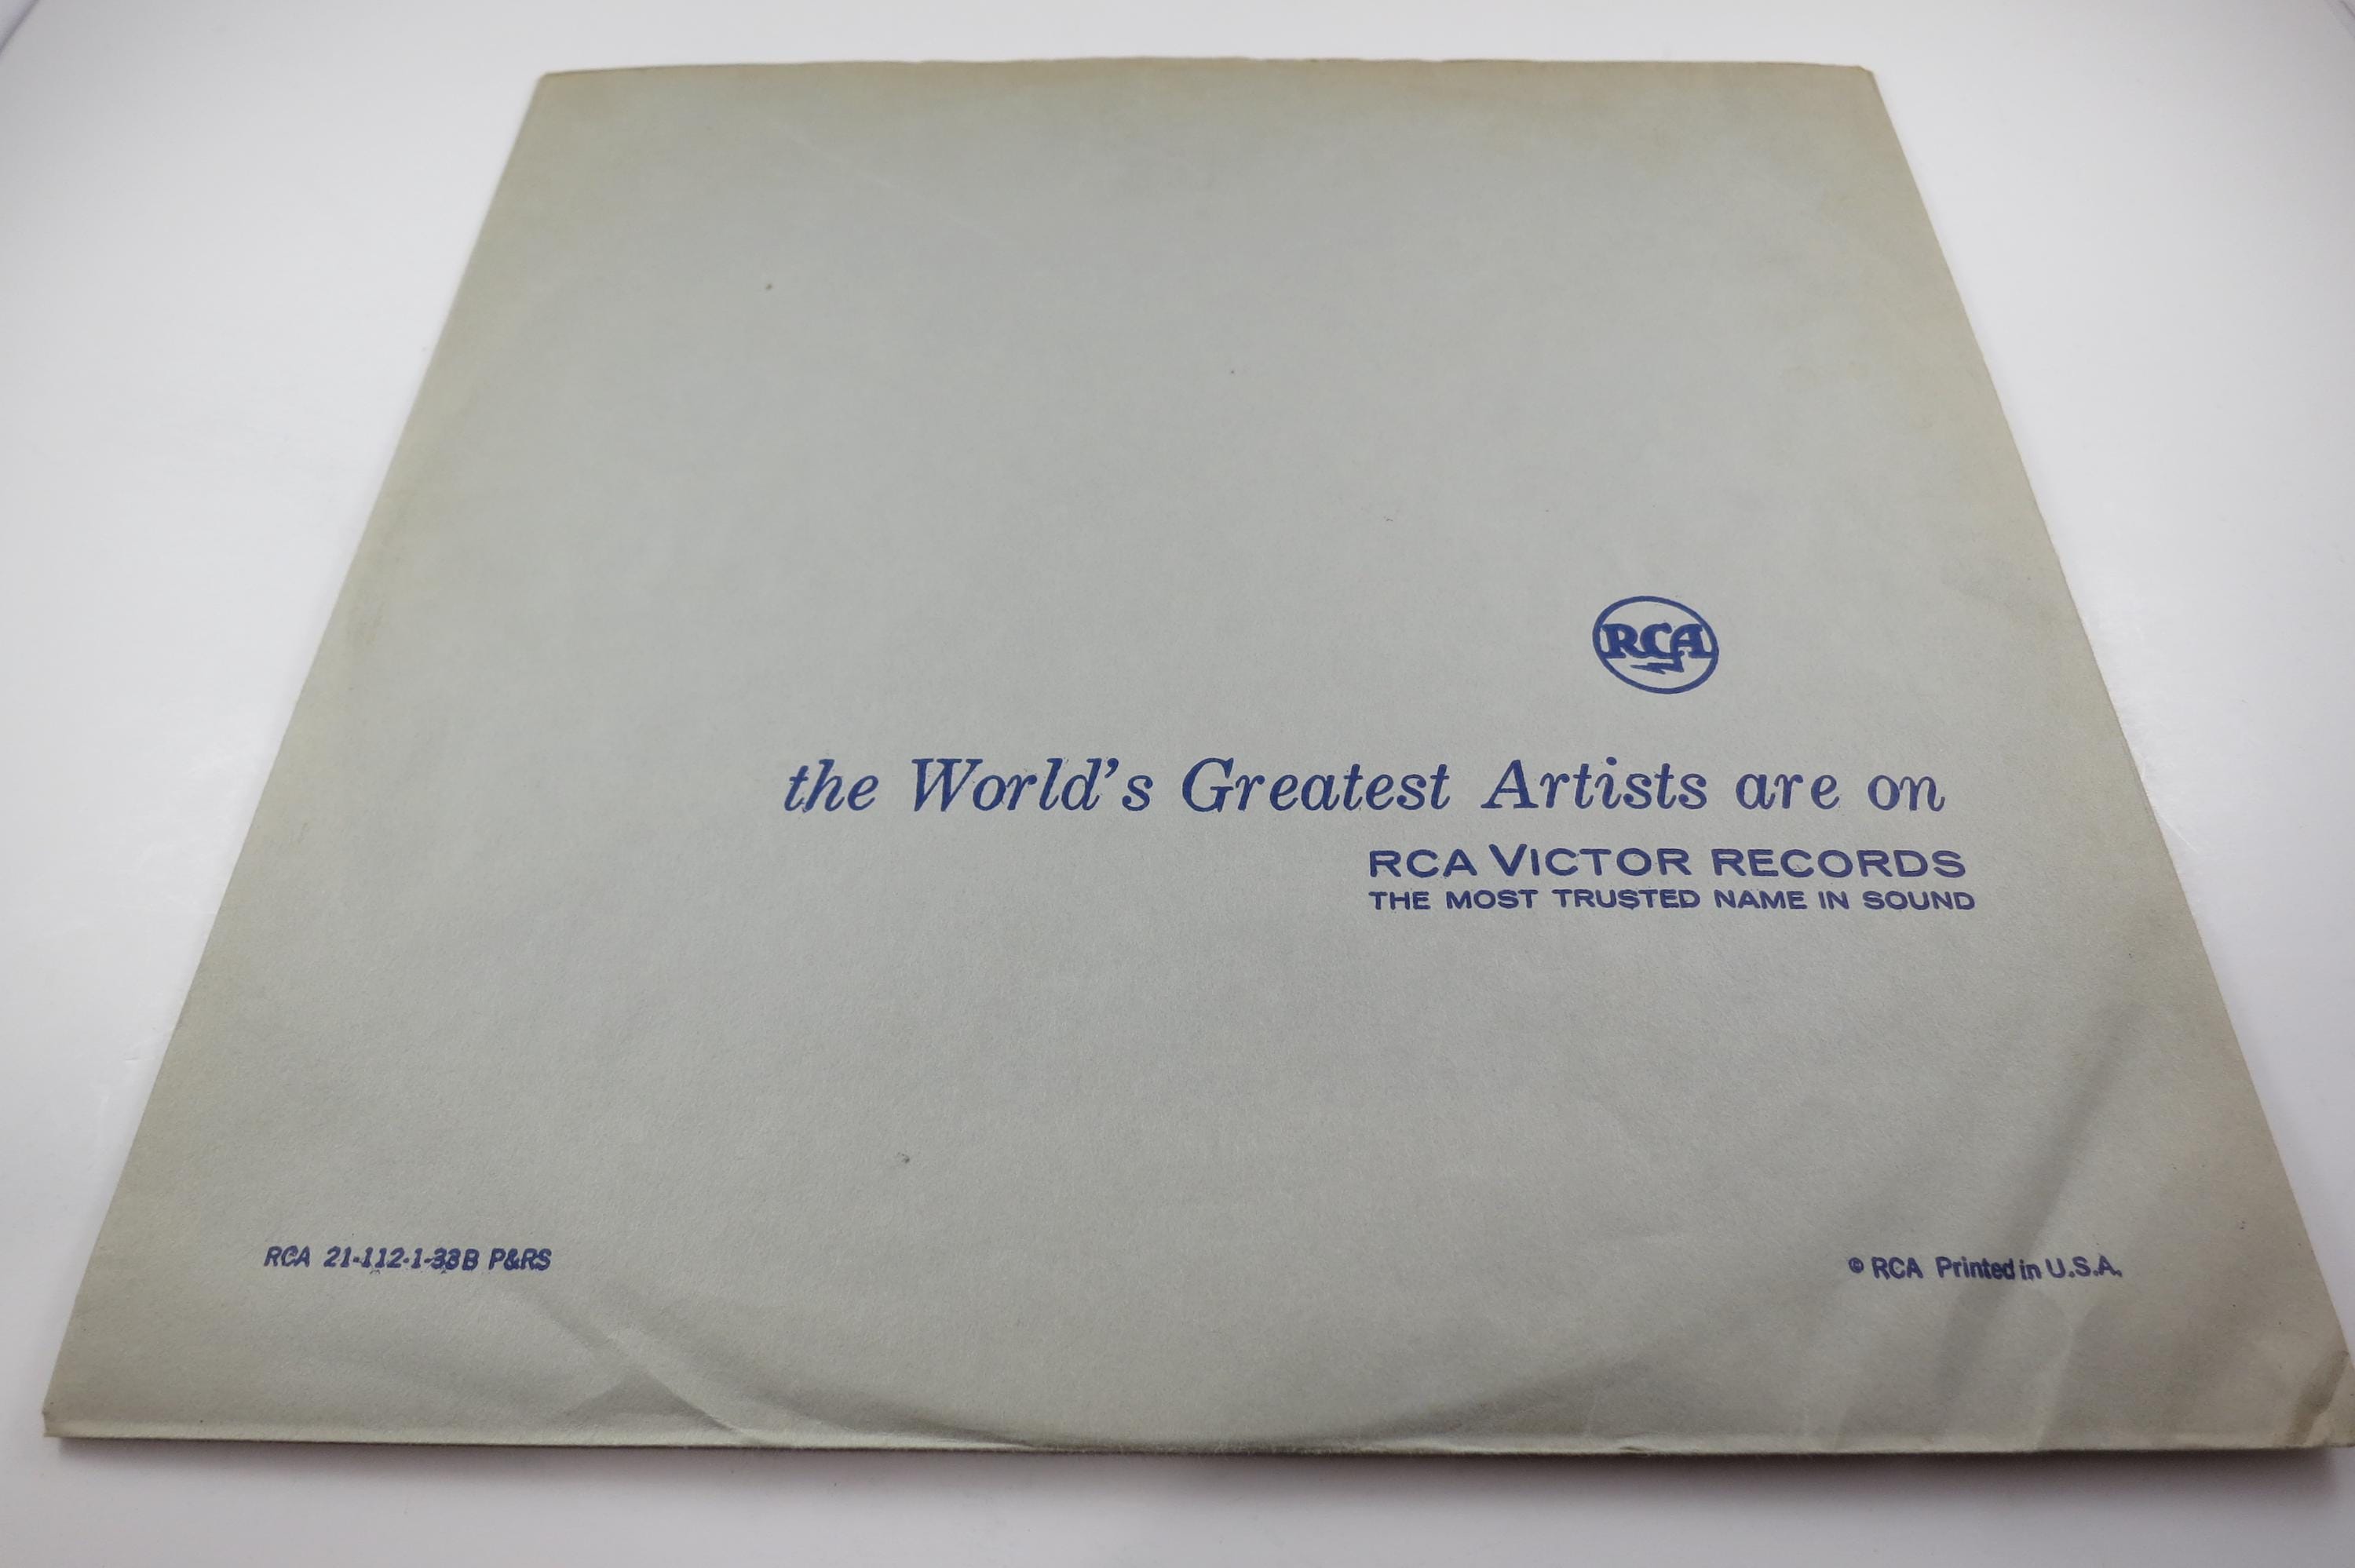 RCA
the World's Greatest Artists are on
RCA VICTOR RECORDS
THE MOST TRUSTED NAME IN SOUND
RCA 21-112-1-33B P&RS
© RCA Printed in U.S.A.